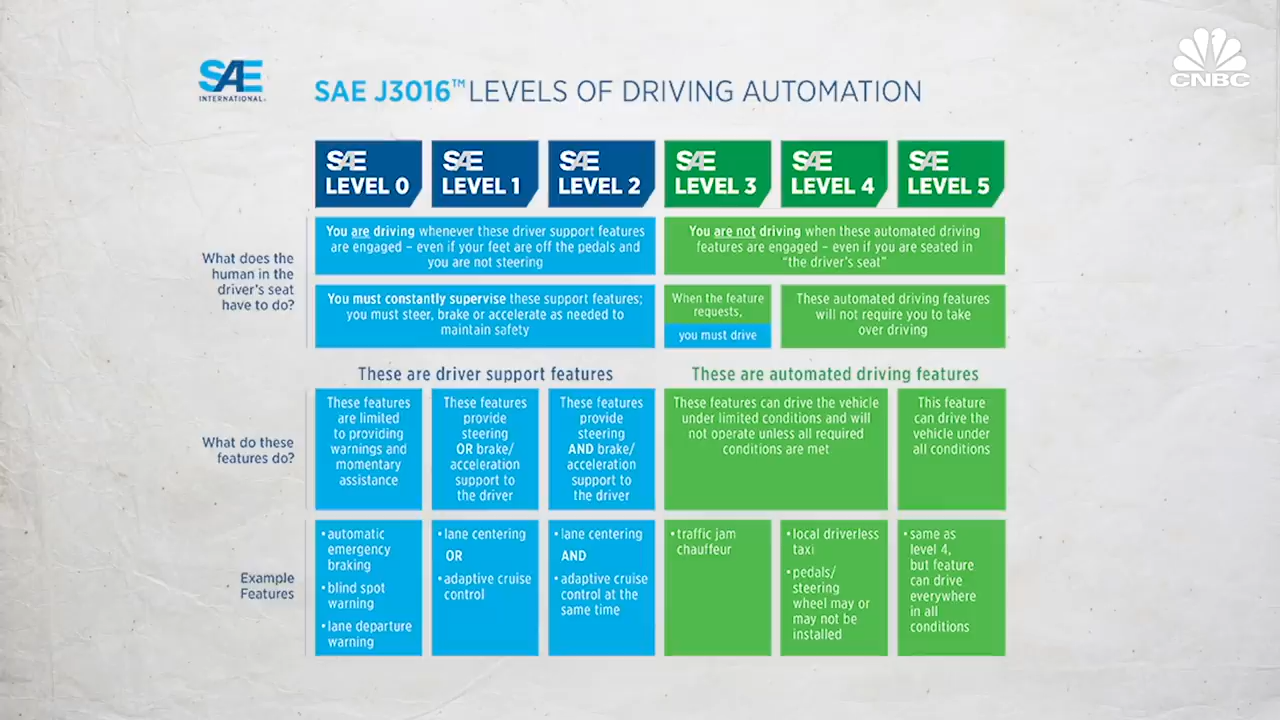 SAE
INTERNATIONAL®
CNBC
SAE J3016™ LEVELS OF DRIVING AUTOMATION
SAE
LEVEL 0
SAE
LEVEL 1
SAE
LEVEL 2
SAE
LEVEL 3
SAE
LEVEL 4
SAE
LEVEL 5
What does the
human in the
driver's seat
have to do?
You are driving whenever these driver support features
are engaged – even if your feet are off the pedals and
you are not steering
You are not driving when these automated driving
features are engaged – even if you are seated in
“the driver's seat”
You must constantly supervise these support features;
you must steer, brake or accelerate as needed to
maintain safety
When the feature
requests,
you must drive
These automated driving features
will not require you to take
over driving
These are driver support features
These are automated driving features
What do these
features do?
These features
are limited
to providing
warnings and
momentary
assistance
These features
provide
steering
OR brake/
acceleration
support to
the driver
These features
provide
steering
AND brake/
acceleration
support to
the driver
These features can drive the vehicle
under limited conditions and will
not operate unless all required
conditions are met
This feature
can drive the
vehicle under
all conditions
Example
Features
• automatic
emergency
braking
• blind spot
warning
• lane departure
warning
• lane centering
OR
• adaptive cruise
control
• lane centering
AND
• adaptive cruise
control at the
same time
• traffic jam
chauffeur
• local driverless
taxi
• pedals/
steering
wheel may or
may not be
installed
• same as
level 4,
but feature
can drive
everywhere
in all
conditions